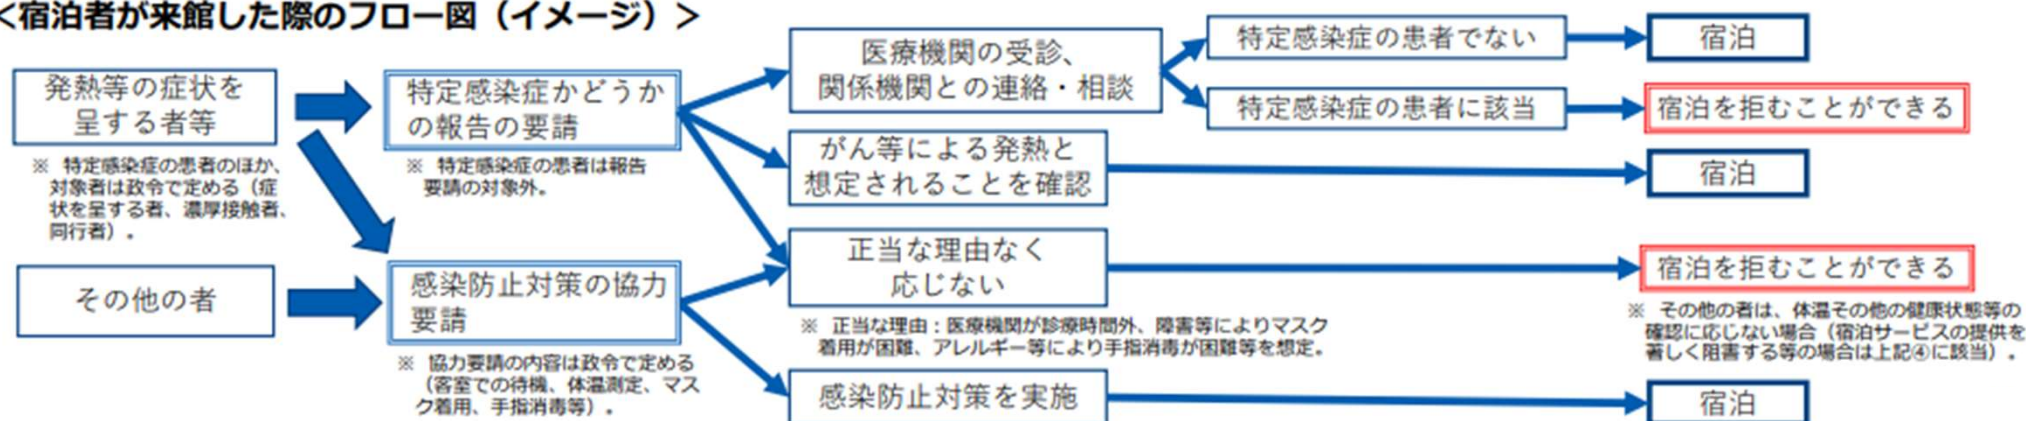 ＜宿泊者が来館した際のフロー図（イメージ）＞
発熱等の症状を
呈する者等
※ 特定感染症の患者のほか、
対象者は政令で定める（症
状を呈する者、濃厚接触者、
同行者）。
その他の者
特定感染症かどうか
の報告の要請
※ 特定感染症の患者は報告
要請の対象外。
感染防止対策の協力
要請
※ 協力要請の内容は政令で定める
（客室での待機、体温測定、マス
ク着用、手指消毒等）。
医療機関の受診、
関係機関との連絡・相談
がん等による発熱と
想定されることを確認
正当な理由なく
応じない
※ 正当な理由：医療機関が診療時間外、障害等によりマスク
着用が困難、アレルギー等により手指消毒が困難等を想定。
感染防止対策を実施
特定感染症の患者でない
特定感染症の患者に該当
宿泊
宿泊を拒むことができる
宿泊
宿泊を拒むことができる
※ その他の者は、体温その他の健康状態等の
確認に応じない場合（宿泊サービスの提供を
著しく阻害する等の場合は上記④に該当）。
宿泊